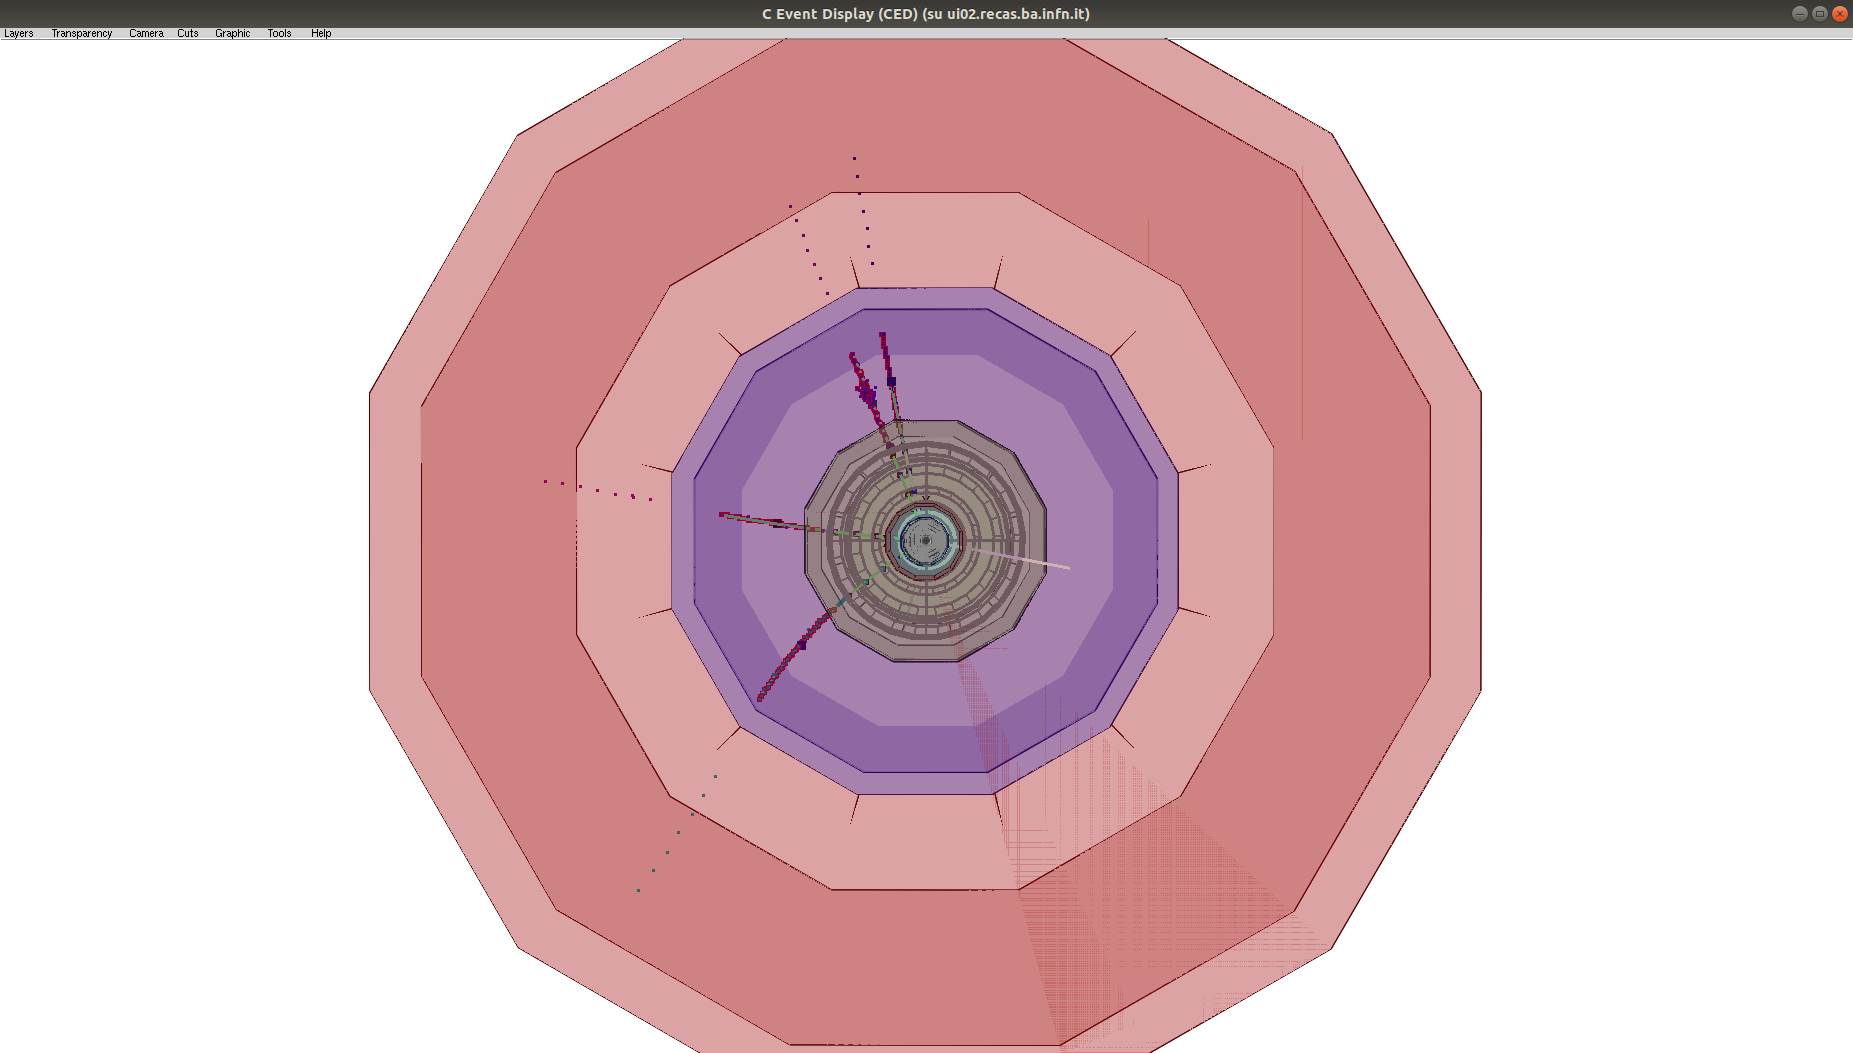 C Event Display (CED) (su ui02.recas.ba.infn.it)
Layers Transparency Camera Cuts Graphic Tools Help